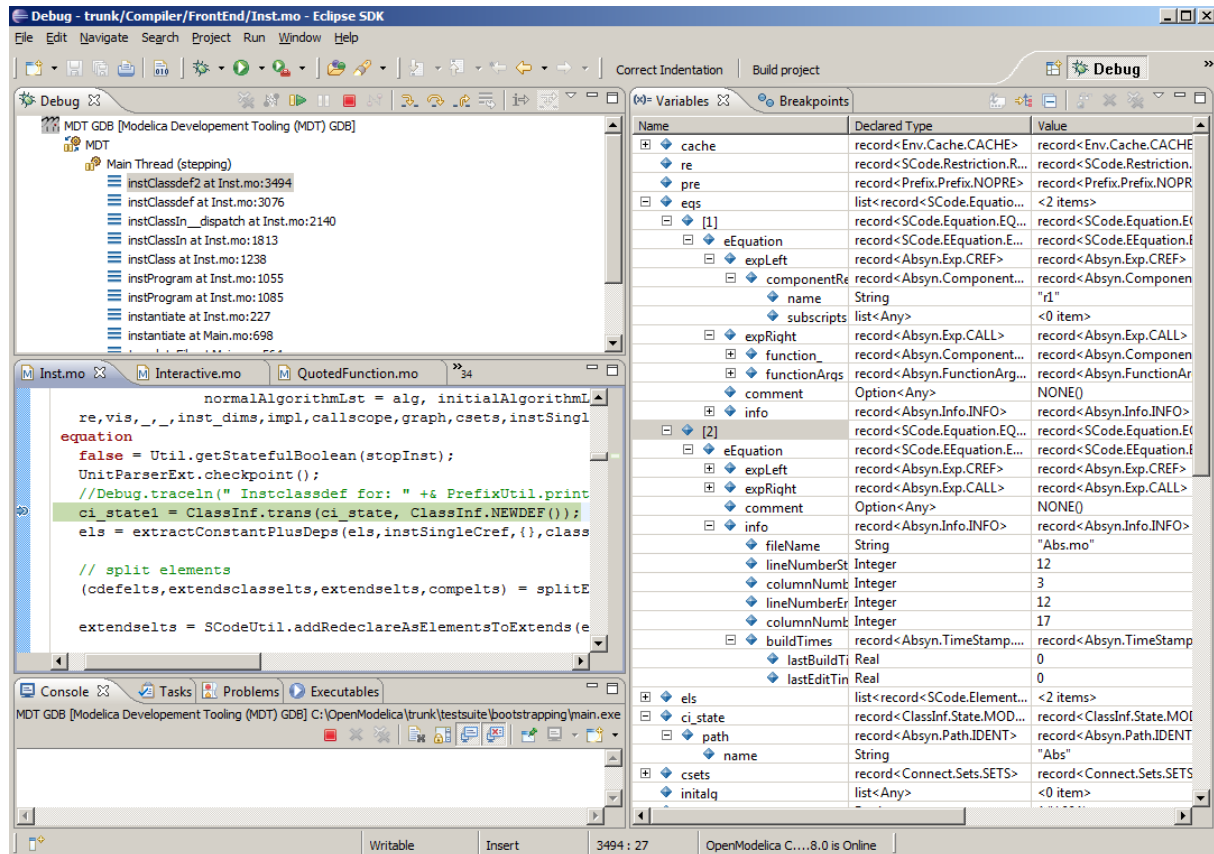 Debug - trunk/Compiler/FrontEnd/Inst.mo - Eclipse SDK
File Edit Navigate Search Project Run Window Help
Correct Indentation Build project Debug »
Debug
MDT GDB [Modelica Developement Tooling (MDT) GDB]
MDT
Main Thread (stepping)
instClassdef2 at Inst.mo:3494
instClassdef at Inst.mo:3076
instClassIn__dispatch at Inst.mo:2140
instClassIn at Inst.mo:1813
instClass at Inst.mo:1238
instProgram at Inst.mo:1055
instProgram at Inst.mo:1085
instantiate at Inst.mo:227
instantiate at Main.mo:698
Inst.mo Interactive.mo QuotedFunction.mo »34
normalAlgorithmLst = alg, initialAlgorithmL
re,vis,_,_,inst_dims,impl,callscope,graph,csets,instSingl
equation
false = Util.getStatefulBoolean(stopInst);
UnitParserExt.checkpoint();
//Debug.traceln(" Instclassdef for: " +& PrefixUtil.print
ci_state1 = ClassInf.trans(ci_state, ClassInf.NEWDEF());
els = extractConstantPlusDeps(els,instSingleCref,{},class
// split elements
(cdefelts,extendsclasselts,extendselts,compelts) = splitE
extendselts = SCodeUtil.addRedeclareAsElementsToExtends(e
Console Tasks Problems Executables
MDT GDB [Modelica Developement Tooling (MDT) GDB] C:\OpenModelica\trunk\testsuite\bootstrapping\main.exe
(x)= Variables Breakpoints
Name Declared Type Value
cache record<Env.Cache.CACHE> record<Env.Cache.CACHE
re record<SCode.Restriction.R... record<SCode.Restriction.
pre record<Prefix.Prefix.NOPRE> record<Prefix.Prefix.NOPR
eqs list<record<SCode.Equatio... <2 items>
[1] record<SCode.Equation.EQ... record<SCode.Equation.E
eEquation record<SCode.EEquation.E... record<SCode.EEquation.E
expLeft record<Absyn.Exp.CREF> record<Absyn.Exp.CREF>
componentRe record<Absyn.Component... record<Absyn.Componen
name String "r1"
subscripts list<Any> <0 item>
expRight record<Absyn.Exp.CALL> record<Absyn.Exp.CALL>
function_ record<Absyn.Component... record<Absyn.Componen
functionArgs record<Absyn.FunctionArg... record<Absyn.FunctionAr
comment Option<Any> NONE()
info record<Absyn.Info.INFO> record<Absyn.Info.INFO>
[2] record<SCode.Equation.EQ... record<SCode.Equation.E
eEquation record<SCode.EEquation.E... record<SCode.EEquation.E
expLeft record<Absyn.Exp.CREF> record<Absyn.Exp.CREF>
expRight record<Absyn.Exp.CALL> record<Absyn.Exp.CALL>
comment Option<Any> NONE()
info record<Absyn.Info.INFO> record<Absyn.Info.INFO>
fileName String "Abs.mo"
lineNumberSt Integer 12
columnNumb Integer 3
lineNumberEr Integer 12
columnNumb Integer 17
buildTimes record<Absyn.TimeStamp.... record<Absyn.TimeStamp
lastBuildTi Real 0
lastEditTin Real 0
els list<record<SCode.Element... <2 items>
ci_state record<ClassInf.State.MOD... record<ClassInf.State.MOD
path record<Absyn.Path.IDENT> record<Absyn.Path.IDENT
name String "Abs"
csets record<Connect.Sets.SETS> record<Connect.Sets.SETS
initalg list<Any> <0 item>
Writable Insert 3494 : 27 OpenModelica C....8.0 is Online